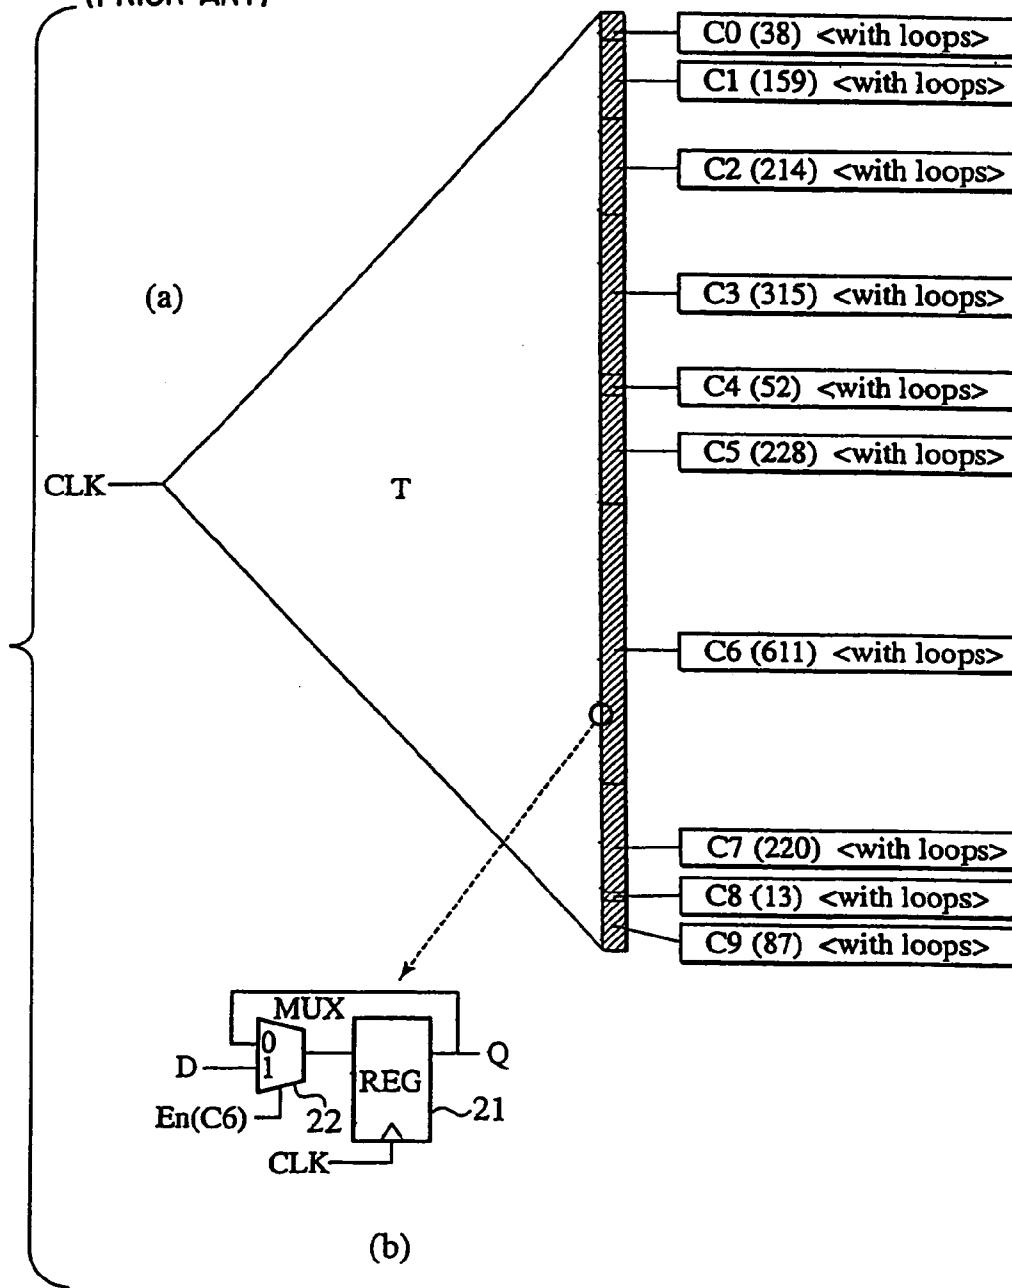 (PRIOR ART)
C0 (38) <with loops>
C1 (159) <with loops>
C2 (214) <with loops>
(a)
C3 (315) <with loops>
C4 (52) <with loops>
C5 (228) <with loops>
CLK
T
C6 (611) <with loops>
C7 (220) <with loops>
C8 (13) <with loops>
C9 (87) <with loops>
MUX
0
D
1
REG
Q
En(C6)
22
21
CLK
(b)